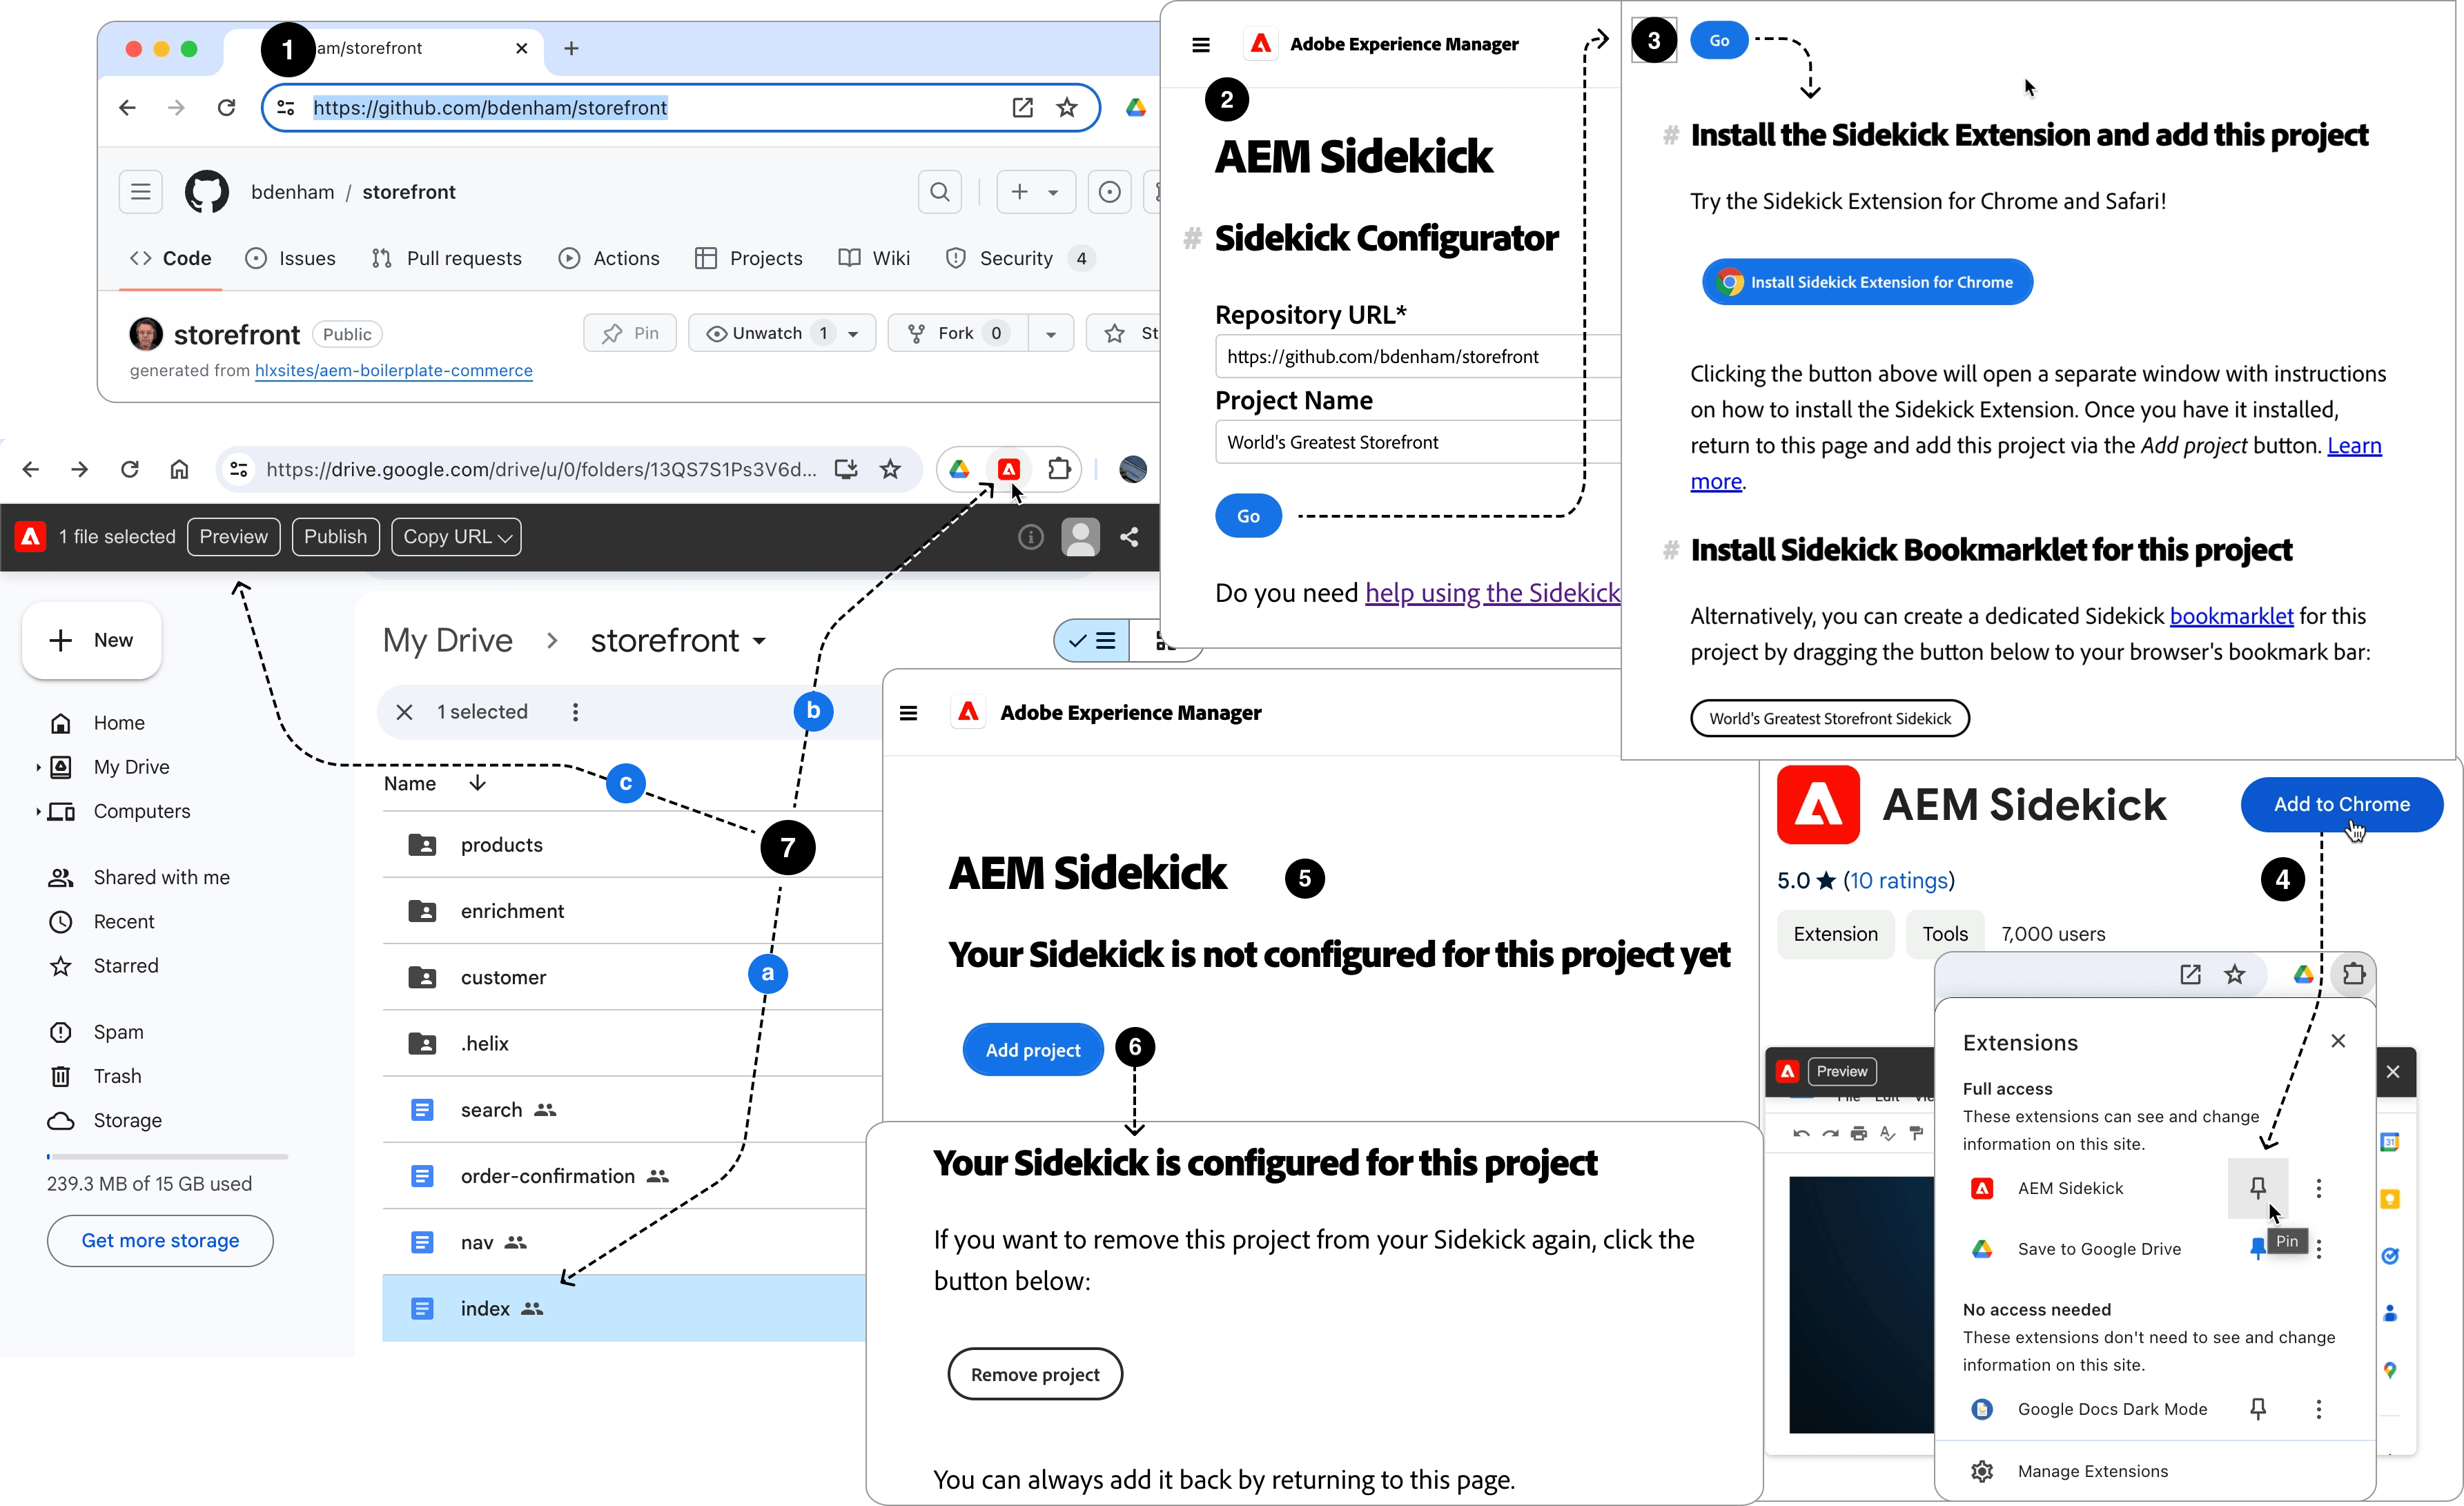 1
am/storefront
https://github.com/bdenham/storefront
bdenham / storefront
Code
Issues
Pull requests
Actions
Projects
Wiki
Security 4
storefront Public
Pin
Unwatch 1
Fork 0
St
generated from hlxsites/aem-boilerplate-commerce
Adobe Experience Manager
2
AEM Sidekick
# Sidekick Configurator
Repository URL*
https://github.com/bdenham/storefront
Project Name
World's Greatest Storefront
Go
Do you need help using the Sidekick
3
Go
# Install the Sidekick Extension and add this project
Try the Sidekick Extension for Chrome and Safari!
Install Sidekick Extension for Chrome
Clicking the button above will open a separate window with instructions
on how to install the Sidekick Extension. Once you have it installed,
return to this page and add this project via the Add project button. Learn
more.
# Install Sidekick Bookmarklet for this project
Alternatively, you can create a dedicated Sidekick bookmarklet for this
project by dragging the button below to your browser's bookmark bar:
World's Greatest Storefront Sidekick
AEM Sidekick
Add to Chrome
5.0 ★ (10 ratings)
4
Extension
Tools
7,000 users
Preview
Extensions
Full access
These extensions can see and change
information on this site.
AEM Sidekick
Save to Google Drive
Pin
No access needed
These extensions don't need to see and change
information on this site.
Google Docs Dark Mode
Manage Extensions
31
Adobe Experience Manager
AEM Sidekick
5
Your Sidekick is not configured for this project yet
Add project
6
Your Sidekick is configured for this project
If you want to remove this project from your Sidekick again, click the
button below:
Remove project
You can always add it back by returning to this page.
https://drive.google.com/drive/u/0/folders/13QS7S1Ps3V6d...
1 file selected
Preview
Publish
Copy URL
New
Home
My Drive
Computers
Shared with me
Recent
Starred
Spam
Trash
Storage
239.3 MB of 15 GB used
Get more storage
My Drive > storefront
1 selected
b
Name
c
7
products
enrichment
a
customer
.helix
search
order-confirmation
nav
index